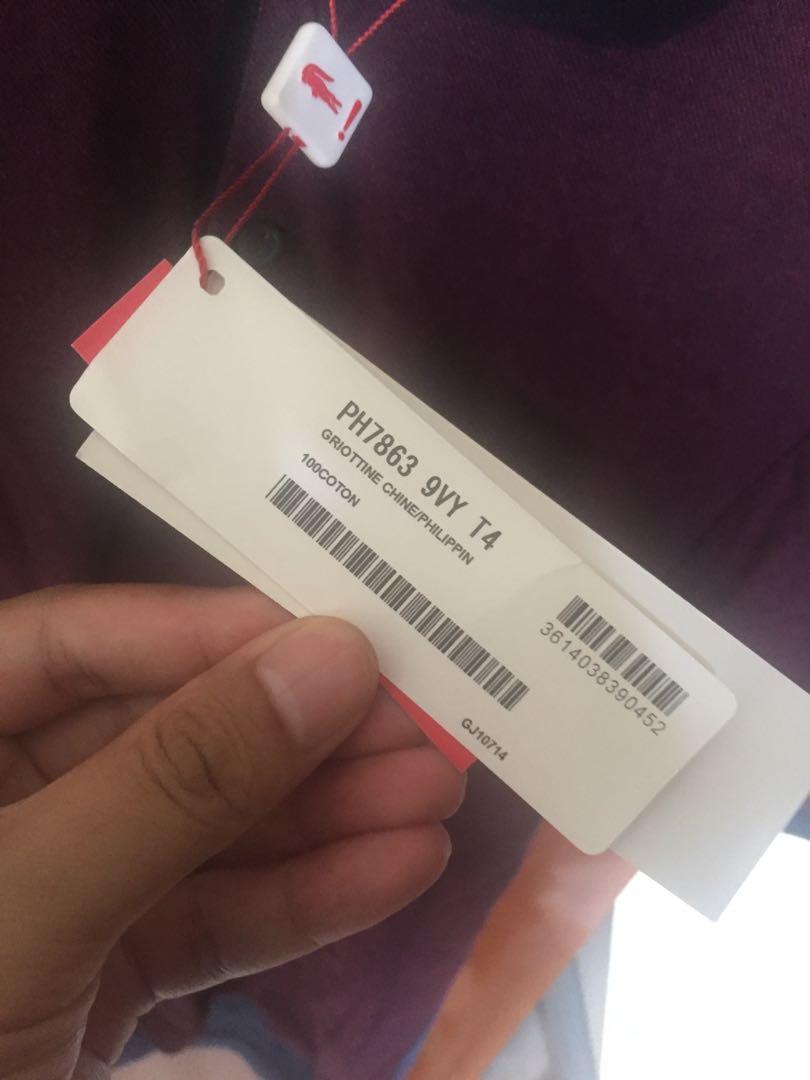 !
PH7863 9VY T4
GRIOTTINE CHINE/PHILIPPIN
100COTON
3614038390452
GJ10714